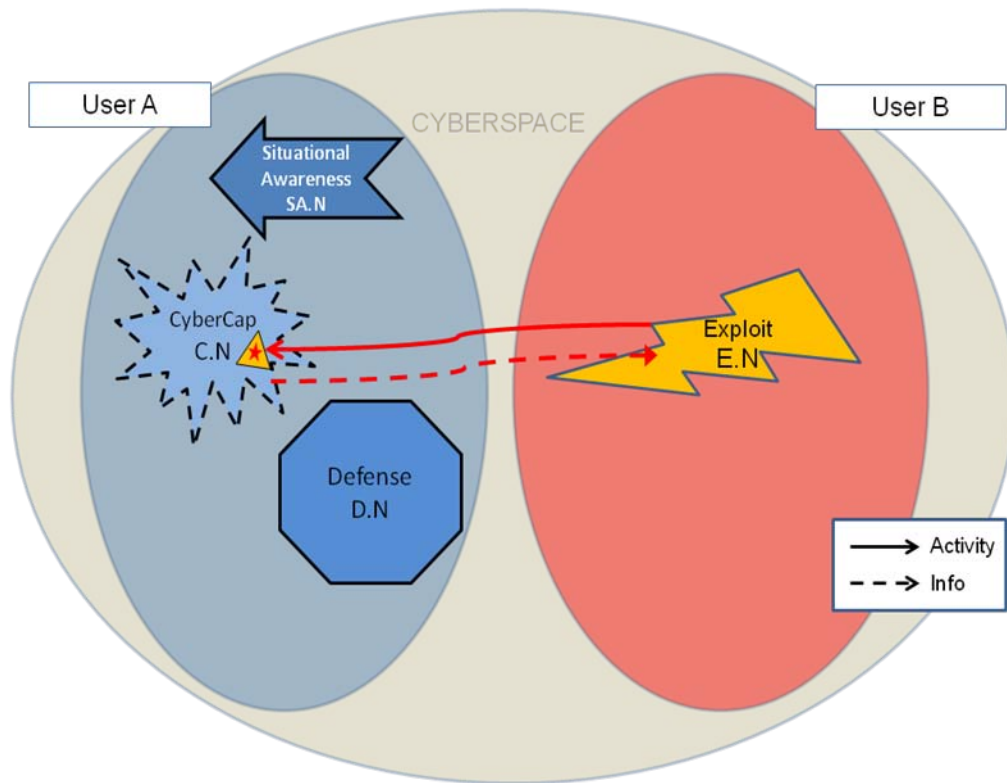 User A
User B
CYBERSPACE
Situational
Awareness
SA.N
CyberCap
C.N
Exploit
E.N
Defense
D.N
Activity
Info